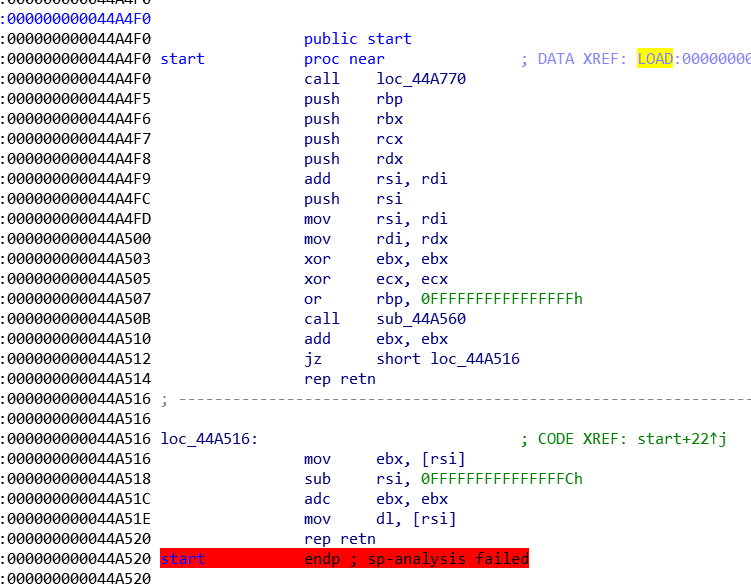 :000000000044A4F0
:000000000044A4F0
:000000000044A4F0 public start
:000000000044A4F0 start proc near ; DATA XREF: LOAD:00000000
:000000000044A4F0 call loc_44A770
:000000000044A4F5 push rbp
:000000000044A4F6 push rbx
:000000000044A4F7 push rcx
:000000000044A4F8 push rdx
:000000000044A4F9 add rsi, rdi
:000000000044A4FC push rsi
:000000000044A4FD mov rsi, rdi
:000000000044A500 mov rdi, rdx
:000000000044A503 xor ebx, ebx
:000000000044A505 xor ecx, ecx
:000000000044A507 or rbp, 0FFFFFFFFFFFFFFFFh
:000000000044A50B call sub_44A560
:000000000044A510 add ebx, ebx
:000000000044A512 jz short loc_44A516
:000000000044A514 rep retn
:000000000044A516 ; ---------------------------------------------------------------
:000000000044A516
:000000000044A516 loc_44A516: ; CODE XREF: start+22↑j
:000000000044A516 mov ebx, [rsi]
:000000000044A518 sub rsi, 0FFFFFFFFFFFFFFFCh
:000000000044A51C adc ebx, ebx
:000000000044A51E mov dl, [rsi]
:000000000044A520 rep retn
:000000000044A520 start endp ; sp-analysis failed
:000000000044A520